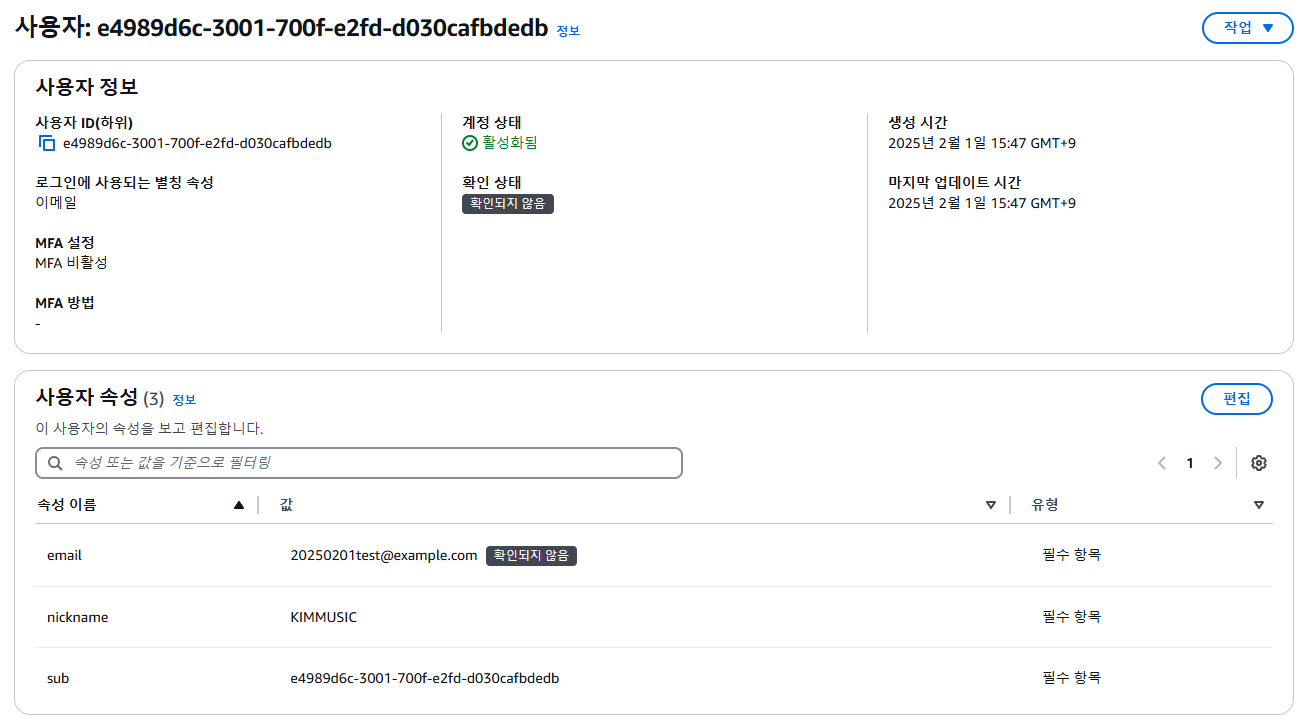 사용자: e4989d6c-3001-700f-e2fd-d030cafbdedb 정보
작업
사용자 정보
사용자 ID(하위)
e4989d6c-3001-700f-e2fd-d030cafbdedb
로그인에 사용되는 별칭 속성
이메일
MFA 설정
MFA 비활성
MFA 방법
-
계정 상태
활성화됨
확인 상태
확인되지 않음
생성 시간
2025년 2월 1일 15:47 GMT+9
마지막 업데이트 시간
2025년 2월 1일 15:47 GMT+9
사용자 속성 (3) 정보
편집
이 사용자의 속성을 보고 편집합니다.
속성 또는 값을 기준으로 필터링
1
속성 이름 값 유형
email 20250201test@example.com 확인되지 않음 필수 항목
nickname KIMMUSIC 필수 항목
sub e4989d6c-3001-700f-e2fd-d030cafbdedb 필수 항목